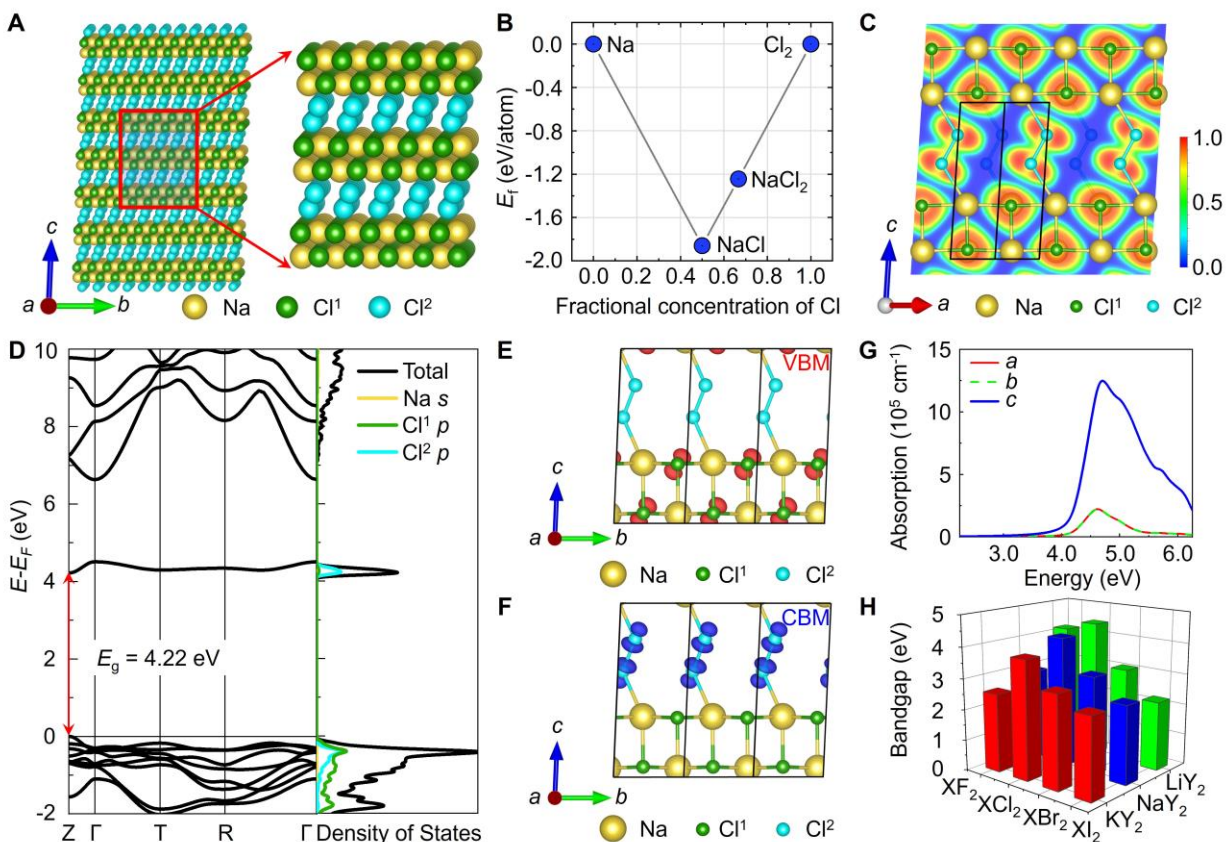 A
c
a
b
Na
Cl¹
Cl²
B
E_f (eV/atom)
0.0
-0.4
-0.8
-1.2
-1.6
-2.0
Na
Cl₂
NaCl₂
NaCl
0.0 0.2 0.4 0.6 0.8 1.0
Fractional concentration of Cl
C
1.0
0.5
0.0
c
a
Na
Cl¹
Cl²
D
E-E_F (eV)
10
8
6
4
2
0
-2
Total
Na s
Cl¹ p
Cl² p
E_g = 4.22 eV
Z Γ T R Γ
Density of States
E
VBM
c
a
b
Na
Cl¹
Cl²
F
CBM
c
a
b
Na
Cl¹
Cl²
G
Absorption (10⁵ cm⁻¹)
15
10
5
0
a
b
c
3.0 4.0 5.0 6.0
Energy (eV)
H
Bandgap (eV)
5
4
3
2
1
0
XF₂
XCl₂
XBr₂
XI₂
KY₂
NaY₂
LiY₂